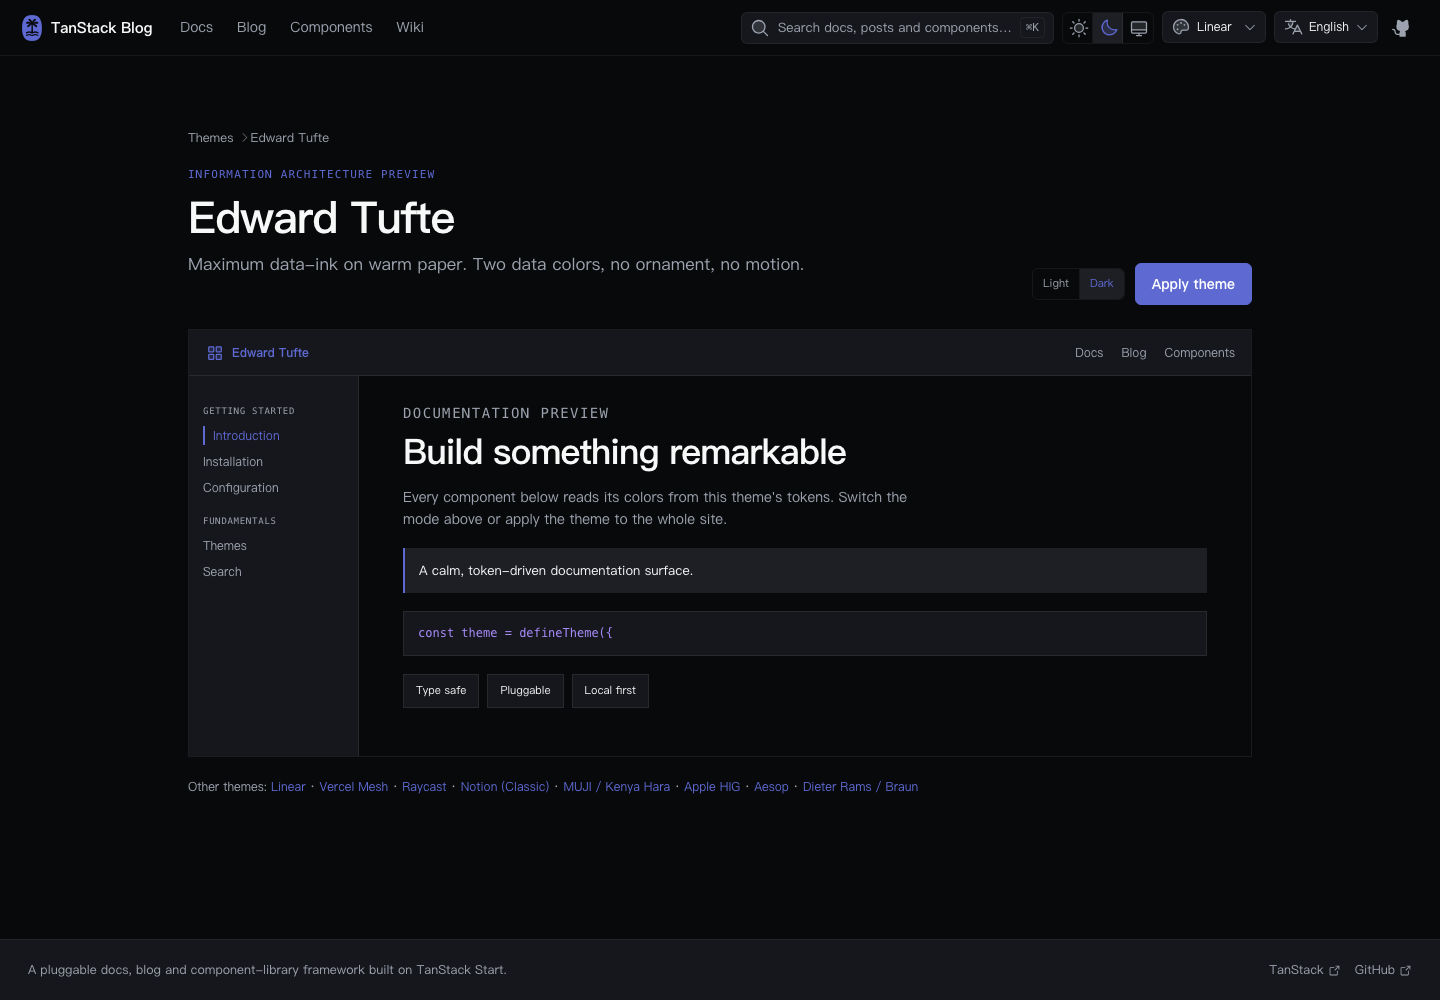 TanStack Blog
Docs
Blog
Components
Wiki
Search docs, posts and components...
⌘K
Linear
English
Themes
Edward Tufte
INFORMATION ARCHITECTURE PREVIEW
Edward Tufte
Maximum data-ink on warm paper. Two data colors, no ornament, no motion.
Light
Dark
Apply theme
Edward Tufte
Docs
Blog
Components
GETTING STARTED
Introduction
Installation
Configuration
FUNDAMENTALS
Themes
Search
DOCUMENTATION PREVIEW
Build something remarkable
Every component below reads its colors from this theme's tokens. Switch the
mode above or apply the theme to the whole site.
A calm, token-driven documentation surface.
const theme = defineTheme({
Type safe
Pluggable
Local first
Other themes: Linear · Vercel Mesh · Raycast · Notion (Classic) · MUJI / Kenya Hara · Apple HIG · Aesop · Dieter Rams / Braun
A pluggable docs, blog and component-library framework built on TanStack Start.
TanStack
GitHub